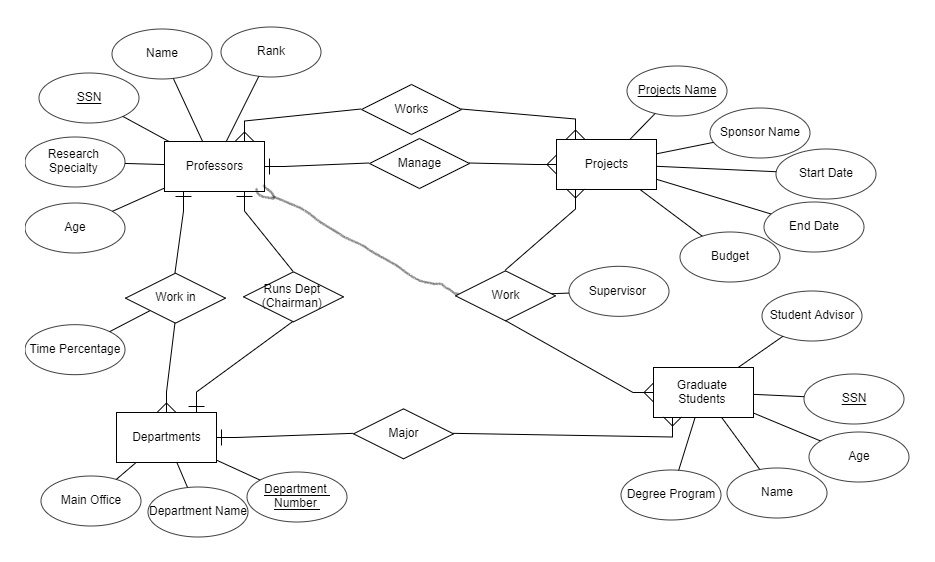 Name
Rank
SSN
Works
Projects Name
Sponsor Name
Research
Specialty
Professors
Manage
Projects
Start Date
Age
End Date
Budget
Work in
Runs Dept
(Chairman)
Work
Supervisor
Student Advisor
Time Percentage
Graduate
Students
SSN
Departments
Major
Age
Main Office
Department Name
Department
Number
Degree Program
Name